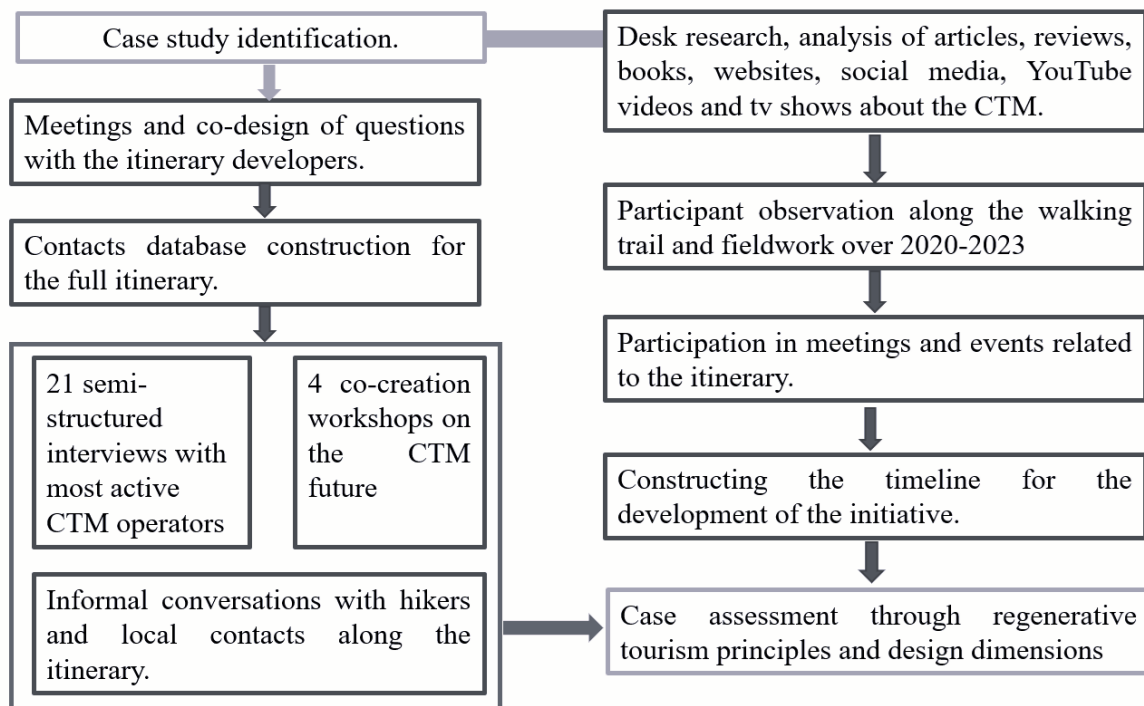 Case study identification.
Meetings and co-design of questions
with the itinerary developers.
Contacts database construction for
the full itinerary.
21 semi-
structured
interviews with
most active
CTM operators
4 co-creation
workshops on
the CTM
future
Informal conversations with hikers
and local contacts along the
itinerary.
Desk research, analysis of articles, reviews,
books, websites, social media, YouTube
videos and tv shows about the CTM.
Participant observation along the walking
trail and fieldwork over 2020-2023
Participation in meetings and events related
to the itinerary.
Constructing the timeline for the
development of the initiative.
Case assessment through regenerative
tourism principles and design dimensions